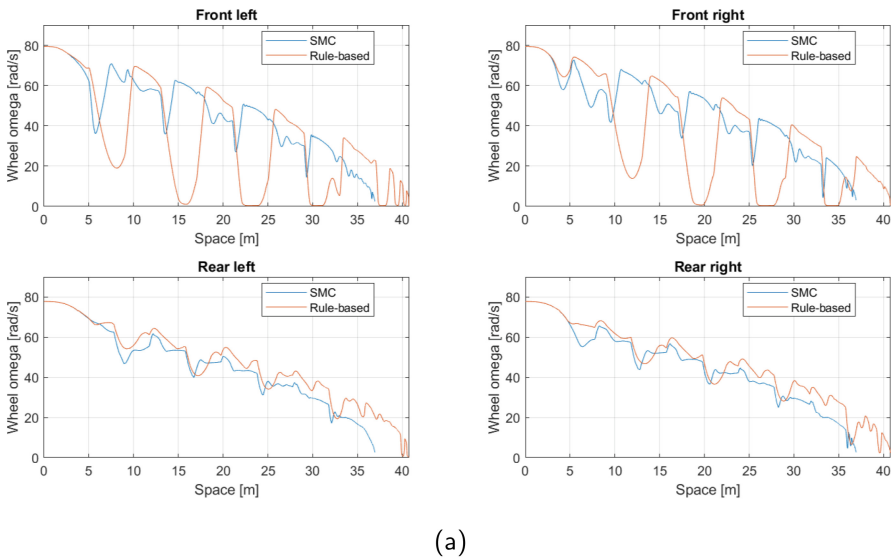 Front left
Wheel omega [rad/s]
80
60
40
20
0
SMC
Rule-based
0 5 10 15 20 25 30 35 40
Space [m]
Front right
Wheel omega [rad/s]
80
60
40
20
0
SMC
Rule-based
0 5 10 15 20 25 30 35 40
Space [m]
Rear left
Wheel omega [rad/s]
80
60
40
20
0
SMC
Rule-based
0 5 10 15 20 25 30 35 40
Space [m]
Rear right
Wheel omega [rad/s]
80
60
40
20
0
SMC
Rule-based
0 5 10 15 20 25 30 35 40
Space [m]
(a)